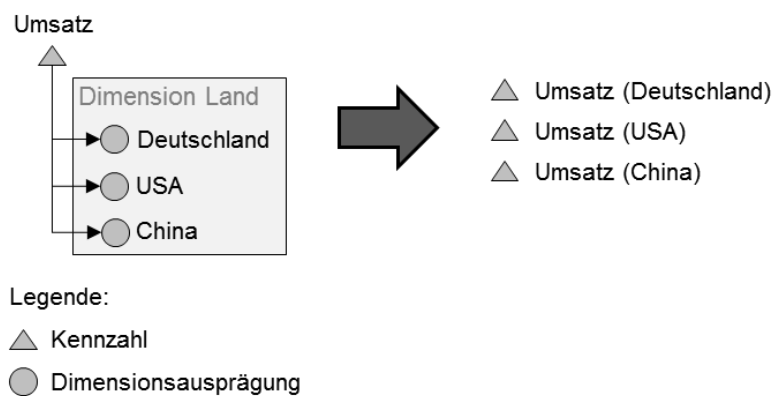 Umsatz
Dimension Land
Deutschland
USA
China
Umsatz (Deutschland)
Umsatz (USA)
Umsatz (China)
Legende:
Kennzahl
Dimensionsausprägung